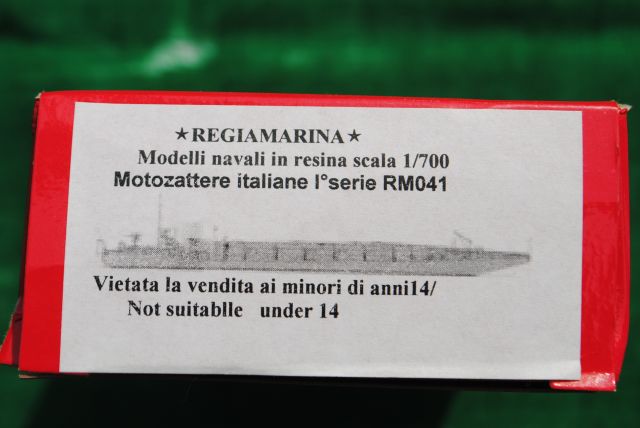 ★REGIAMARINA★
Modelli navali in resina scala 1/700
Motozattere italiane I°serie RM041
Vietata la vendita ai minori di anni14/
Not suitablle under 14